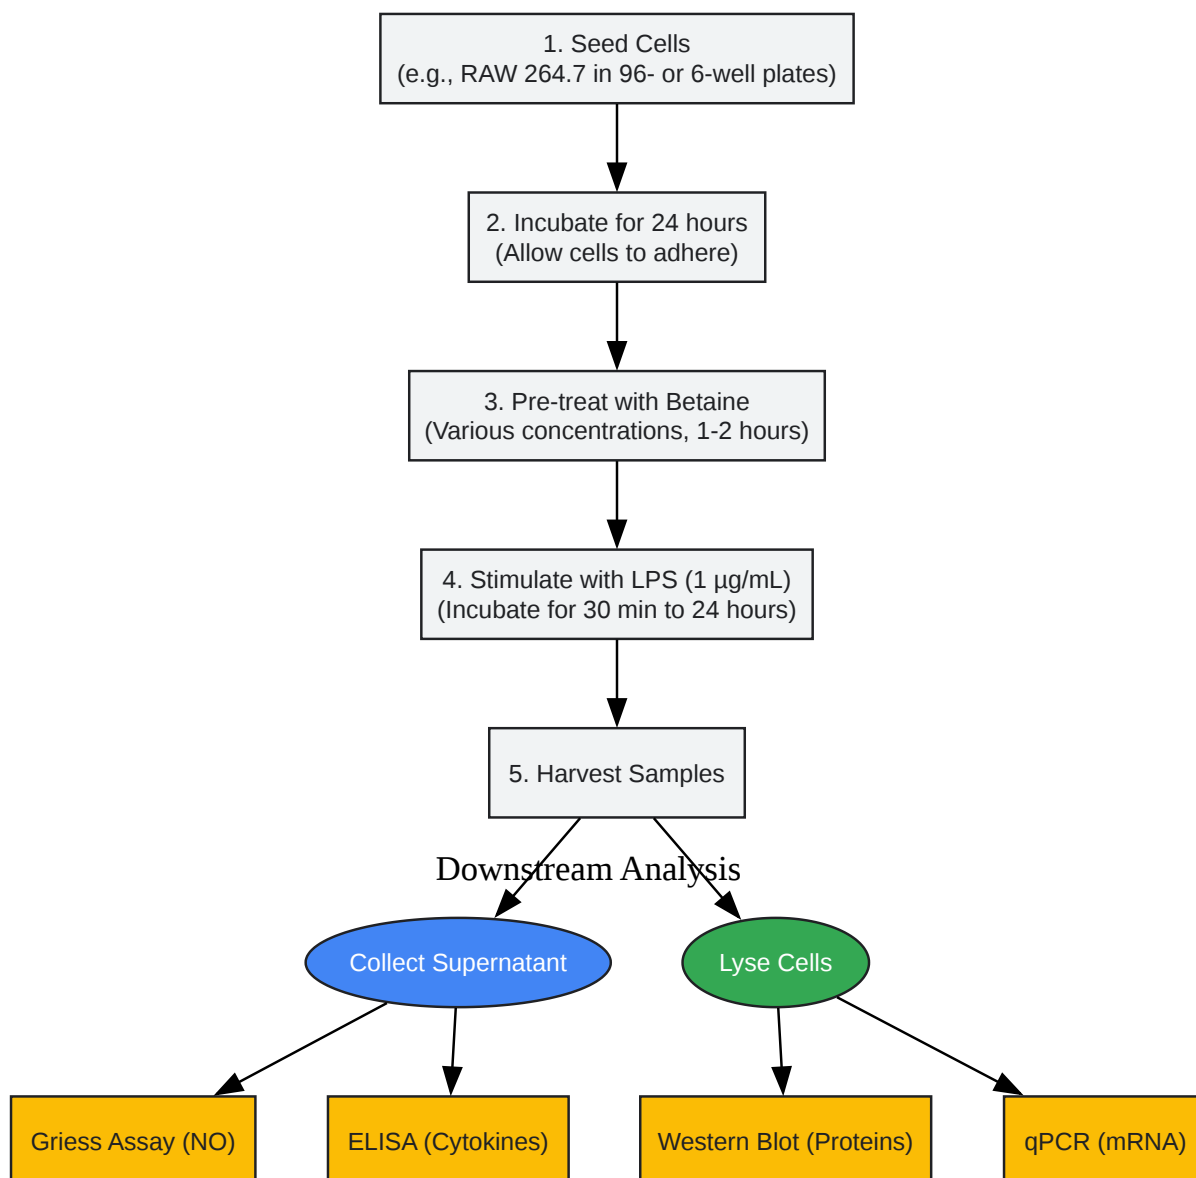 1. Seed Cells
(e.g., RAW 264.7 in 96- or 6-well plates)
2. Incubate for 24 hours
(Allow cells to adhere)
3. Pre-treat with Betaine
(Various concentrations, 1-2 hours)
4. Stimulate with LPS (1 µg/mL)
(Incubate for 30 min to 24 hours)
5. Harvest Samples
Downstream Analysis
Collect Supernatant
Lyse Cells
Griess Assay (NO)
ELISA (Cytokines)
Western Blot (Proteins)
qPCR (mRNA)